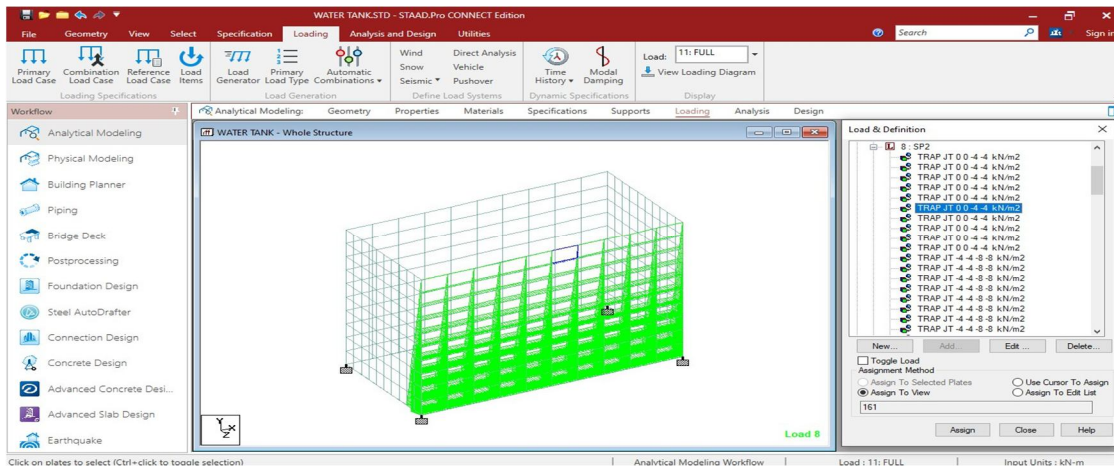 WATER TANK.STD - STAAD.Pro CONNECT Edition
File Geometry View Select Specification Loading Analysis and Design Utilities Search Sign in
Primary Load Case
Combination Load Case
Reference Load Case
Load Items
Loading Specifications
Load Generator
Primary Load Type
Automatic Combinations
Load Generation
Wind Direct Analysis
Snow Vehicle
Seismic Pushover
Define Load Systems
Time History
Modal Damping
Dynamic Specifications
Load: 11: FULL
View Loading Diagram
Display
Workflow
Analytical Modeling: Geometry Properties Materials Specifications Supports Loading Analysis Design
Analytical Modeling
Physical Modeling
Building Planner
Piping
Bridge Deck
Postprocessing
Foundation Design
Steel AutoDrafter
Connection Design
Concrete Design
Advanced Concrete Desi...
Advanced Slab Design
Earthquake
WATER TANK - Whole Structure
Y
X
Z
Load 8
Load & Definition
8 : SP2
TRAP JT 0 0 -4 -4 kN/m2
TRAP JT 0 0 -4 -4 kN/m2
TRAP JT 0 0 -4 -4 kN/m2
TRAP JT 0 0 -4 -4 kN/m2
TRAP JT 0 0 -4 -4 kN/m2
TRAP JT 0 0 -4 -4 kN/m2
TRAP JT 0 0 -4 -4 kN/m2
TRAP JT 0 0 -4 -4 kN/m2
TRAP JT 0 0 -4 -4 kN/m2
TRAP JT 0 0 -4 -4 kN/m2
TRAP JT -4 -4 -8 -8 kN/m2
TRAP JT -4 -4 -8 -8 kN/m2
TRAP JT -4 -4 -8 -8 kN/m2
TRAP JT -4 -4 -8 -8 kN/m2
TRAP JT -4 -4 -8 -8 kN/m2
TRAP JT -4 -4 -8 -8 kN/m2
TRAP JT -4 -4 -8 -8 kN/m2
TRAP JT -4 -4 -8 -8 kN/m2
New... Add... Edit ... Delete...
Toggle Load
Assignment Method
Assign To Selected Plates Use Cursor To Assign
Assign To View Assign To Edit List
161
Assign Close Help
Click on plates to select (Ctrl+click to toggle selection) Analytical Modeling Workflow Load : 11: FULL Input Units : kN-m